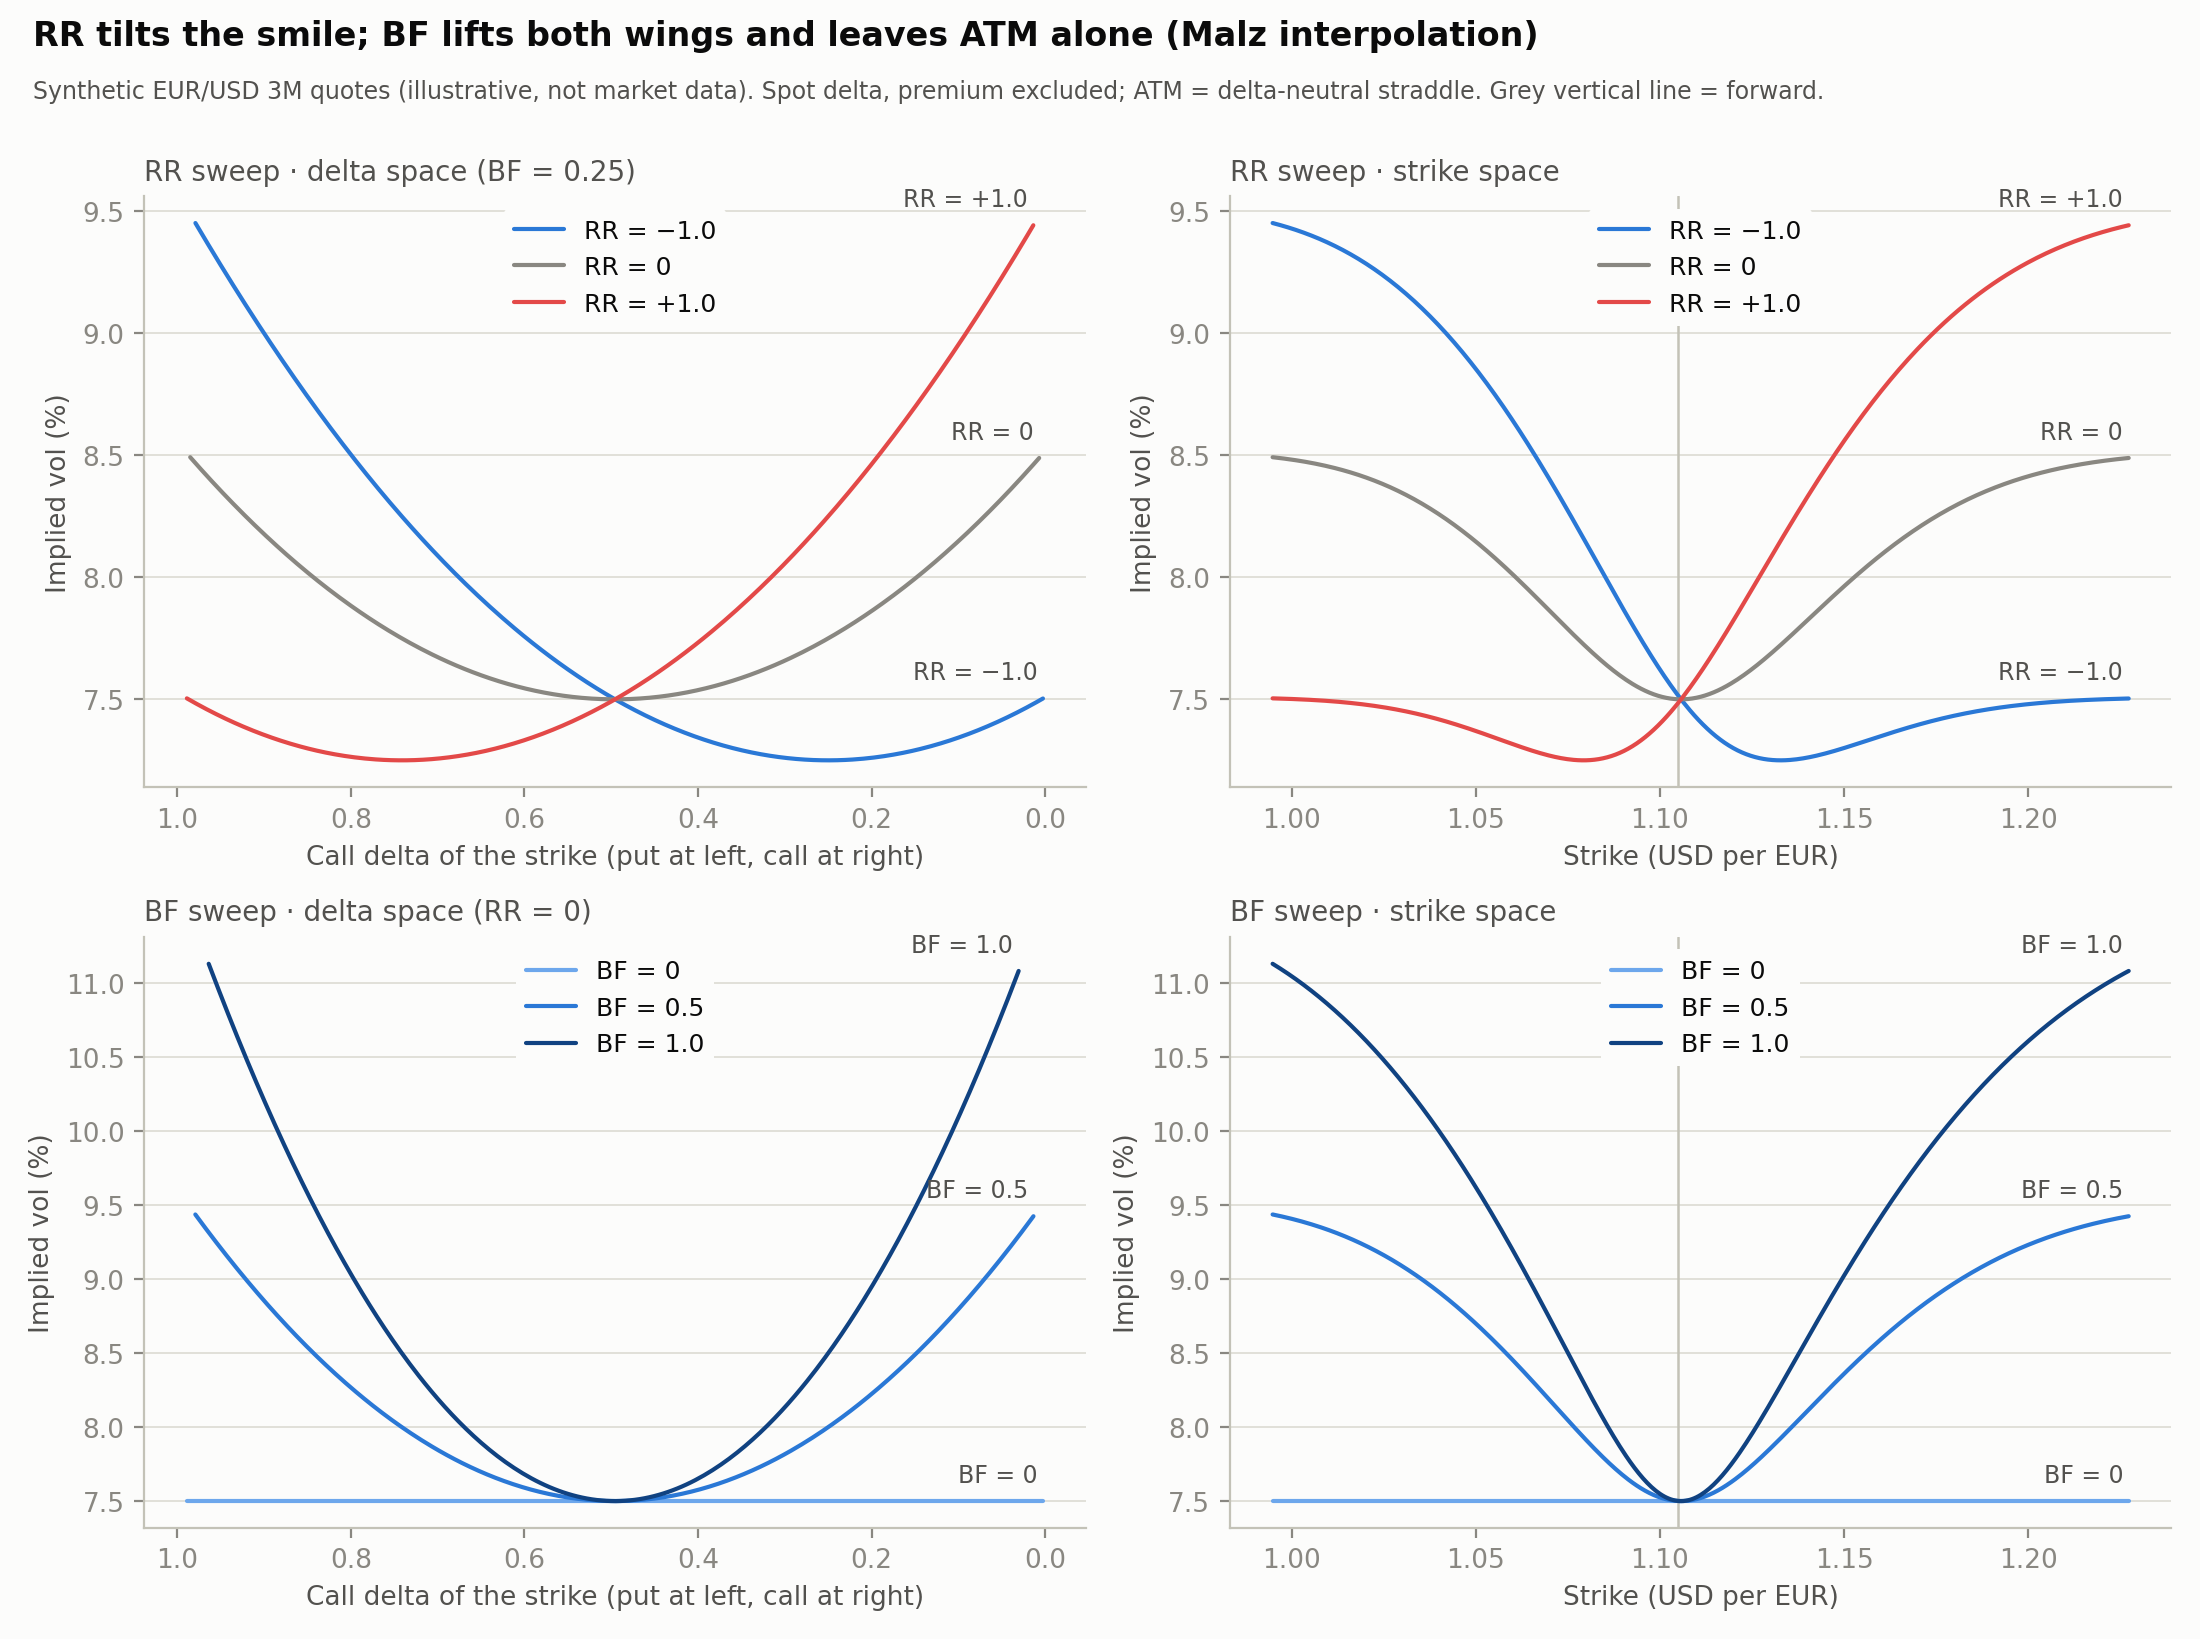 RR tilts the smile; BF lifts both wings and leaves ATM alone (Malz interpolation)
Synthetic EUR/USD 3M quotes (illustrative, not market data). Spot delta, premium excluded; ATM = delta-neutral straddle. Grey vertical line = forward.
RR sweep · delta space (BF = 0.25)
RR = +1.0
9.5
RR = −1.0
RR = 0
RR = +1.0
9.0
8.5
RR = 0
8.0
RR = −1.0
7.5
Implied vol (%)
1.0 0.8 0.6 0.4 0.2 0.0
Call delta of the strike (put at left, call at right)
RR sweep · strike space
RR = +1.0
9.5
RR = −1.0
RR = 0
RR = +1.0
9.0
8.5
RR = 0
8.0
RR = −1.0
7.5
Implied vol (%)
1.00 1.05 1.10 1.15 1.20
Strike (USD per EUR)
BF sweep · delta space (RR = 0)
BF = 1.0
11.0
BF = 0
BF = 0.5
BF = 1.0
10.5
10.0
BF = 0.5
9.5
9.0
8.5
8.0
BF = 0
7.5
Implied vol (%)
1.0 0.8 0.6 0.4 0.2 0.0
Call delta of the strike (put at left, call at right)
BF sweep · strike space
BF = 1.0
11.0
BF = 0
BF = 0.5
BF = 1.0
10.5
10.0
BF = 0.5
9.5
9.0
8.5
8.0
BF = 0
7.5
Implied vol (%)
1.00 1.05 1.10 1.15 1.20
Strike (USD per EUR)